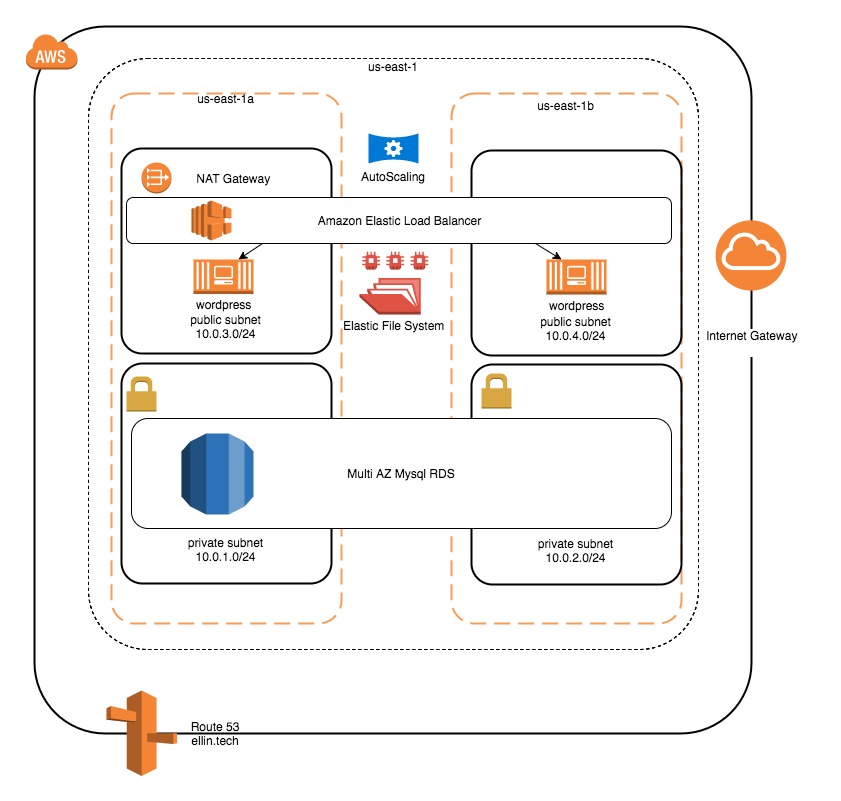 AWS
us-east-1
us-east-1a
us-east-1b
NAT Gateway
AutoScaling
Amazon Elastic Load Balancer
wordpress
public subnet
10.0.3.0/24
Elastic File System
wordpress
public subnet
10.0.4.0/24
Internet Gateway
Multi AZ Mysql RDS
private subnet
10.0.1.0/24
private subnet
10.0.2.0/24
Route 53
ellin.tech